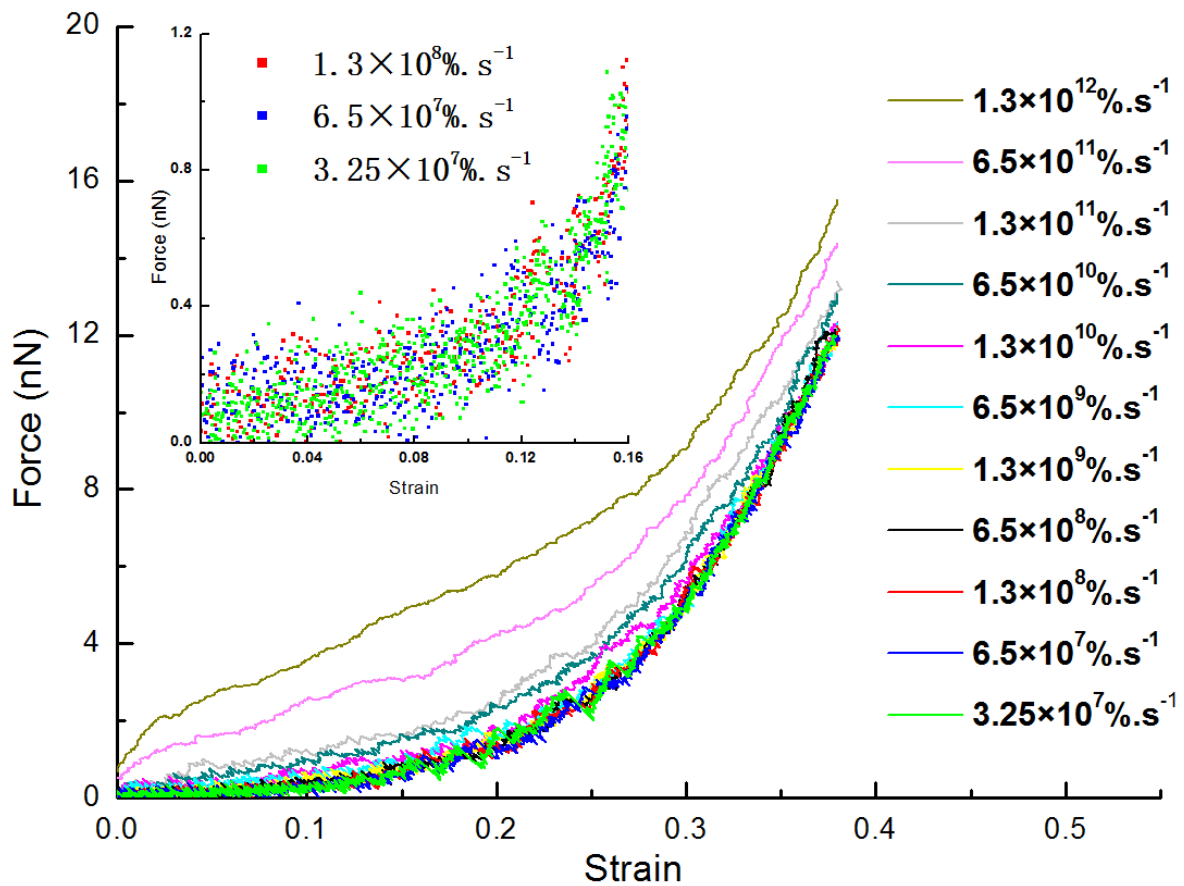 20
16
12
8
4
0
Force (nN)
0.0
0.1
0.2
0.3
0.4
0.5
Strain
1.2
0.8
0.4
0.0
Force (nN)
0.00
0.04
0.08
0.12
0.16
Strain
1.3×10⁸%.s⁻¹
6.5×10⁷%.s⁻¹
3.25×10⁷%.s⁻¹
1.3×10¹²%.s⁻¹
6.5×10¹¹%.s⁻¹
1.3×10¹¹%.s⁻¹
6.5×10¹⁰%.s⁻¹
1.3×10¹⁰%.s⁻¹
6.5×10⁹%.s⁻¹
1.3×10⁹%.s⁻¹
6.5×10⁸%.s⁻¹
1.3×10⁸%.s⁻¹
6.5×10⁷%.s⁻¹
3.25×10⁷%.s⁻¹